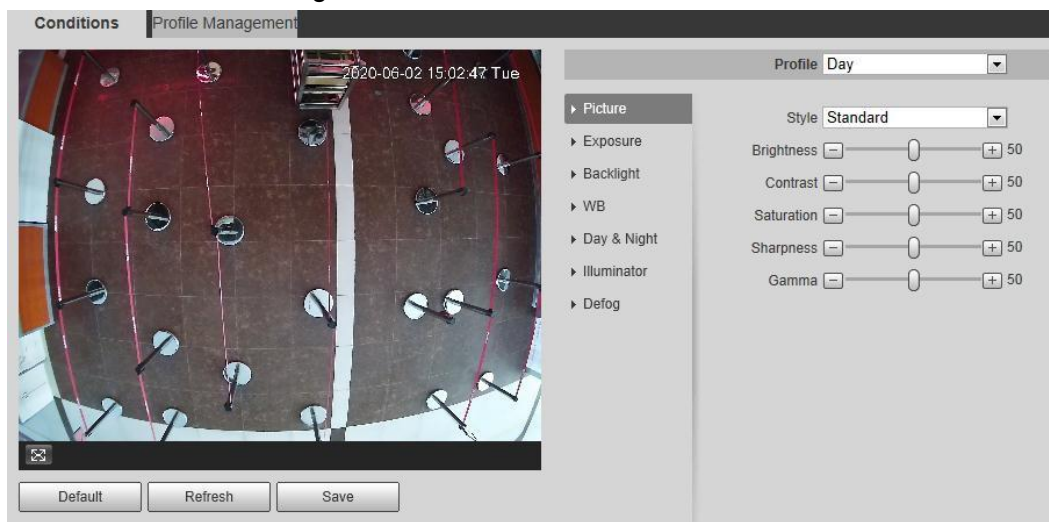 Conditions
Profile Management
2020-06-02 15:02:47 Tue
Profile Day
Picture
Exposure
Backlight
WB
Day & Night
Illuminator
Defog
Style Standard
Brightness 50
Contrast 50
Saturation 50
Sharpness 50
Gamma 50
Default
Refresh
Save